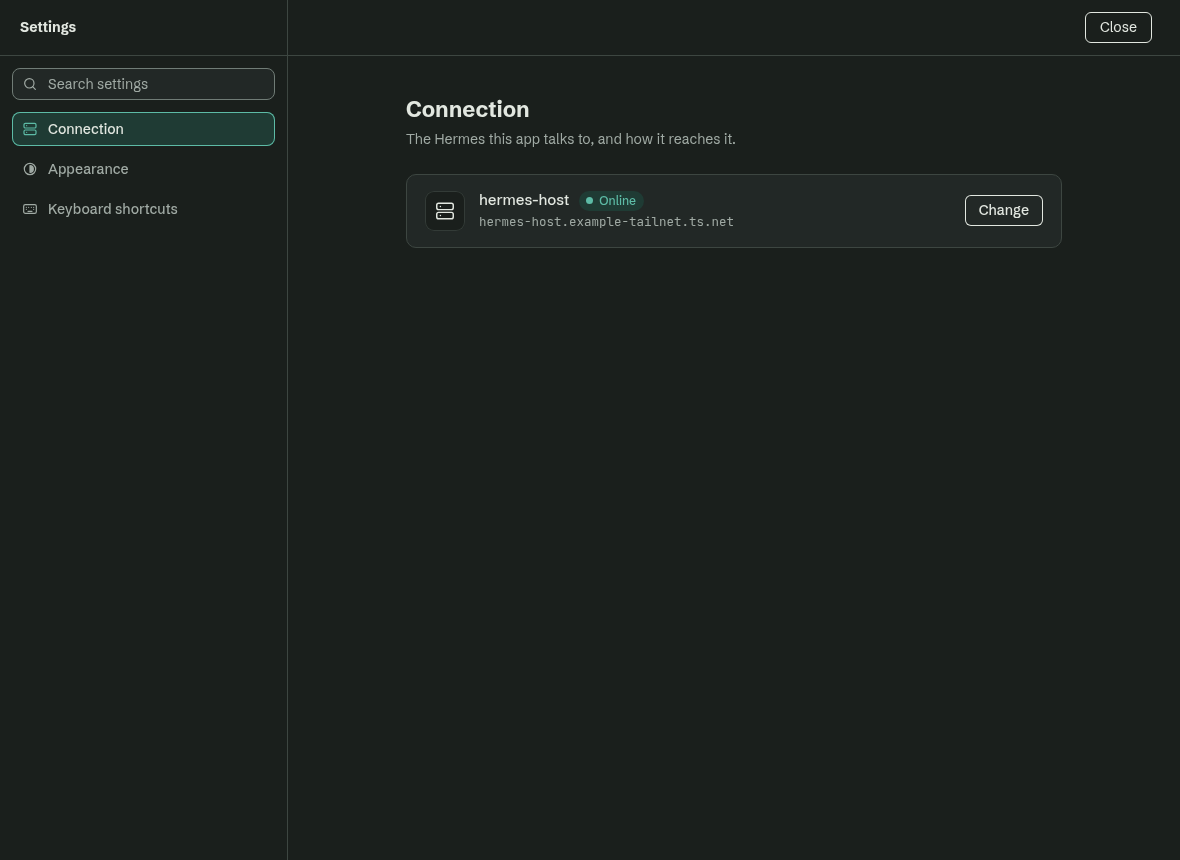 Settings
Close
Search settings
Connection
Appearance
Keyboard shortcuts
Connection
The Hermes this app talks to, and how it reaches it.
hermes-host
Online
hermes-host.example-tailnet.ts.net
Change